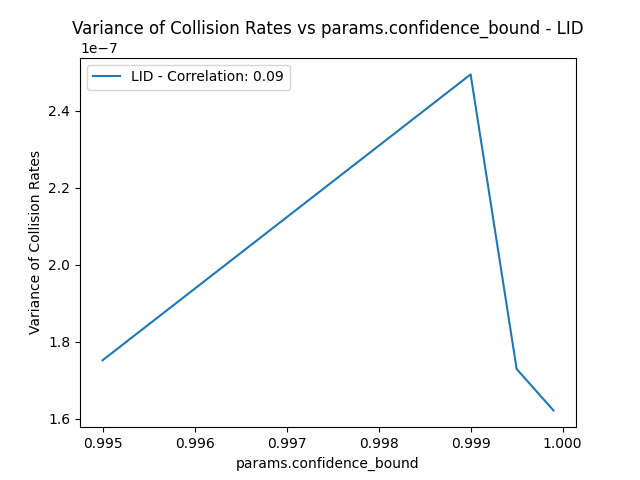 Variance of Collision Rates vs params.confidence_bound - LID
1e−7
LID - Correlation: 0.09
2.4
2.2
2.0
1.8
1.6
Variance of Collision Rates
0.995
0.996
0.997
0.998
0.999
1.000
params.confidence_bound